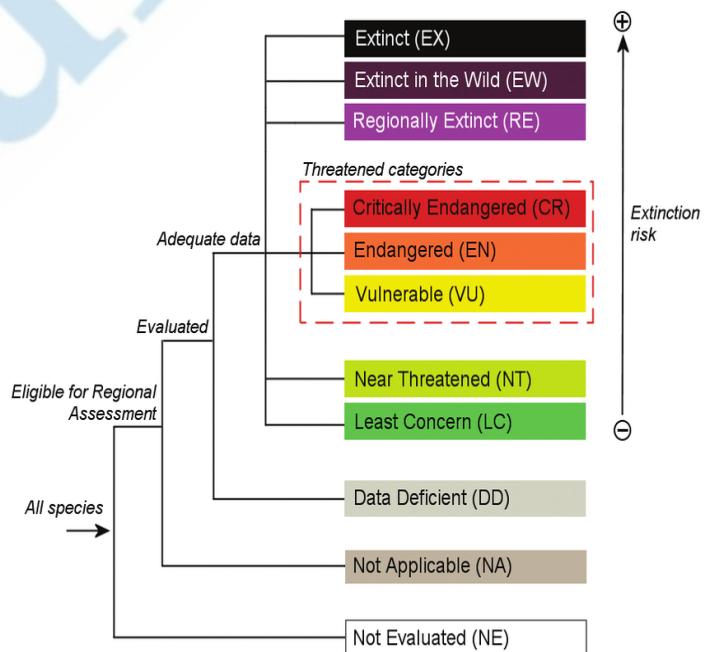 Extinct (EX)
Extinct in the Wild (EW)
Regionally Extinct (RE)
Threatened categories
Critically Endangered (CR)
Extinction
risk
Adequate data
Endangered (EN)
Vulnerable (VU)
Evaluated
Near Threatened (NT)
Eligible for Regional
Assessment
Least Concern (LC)
Data Deficient (DD)
All species
Not Applicable (NA)
Not Evaluated (NE)